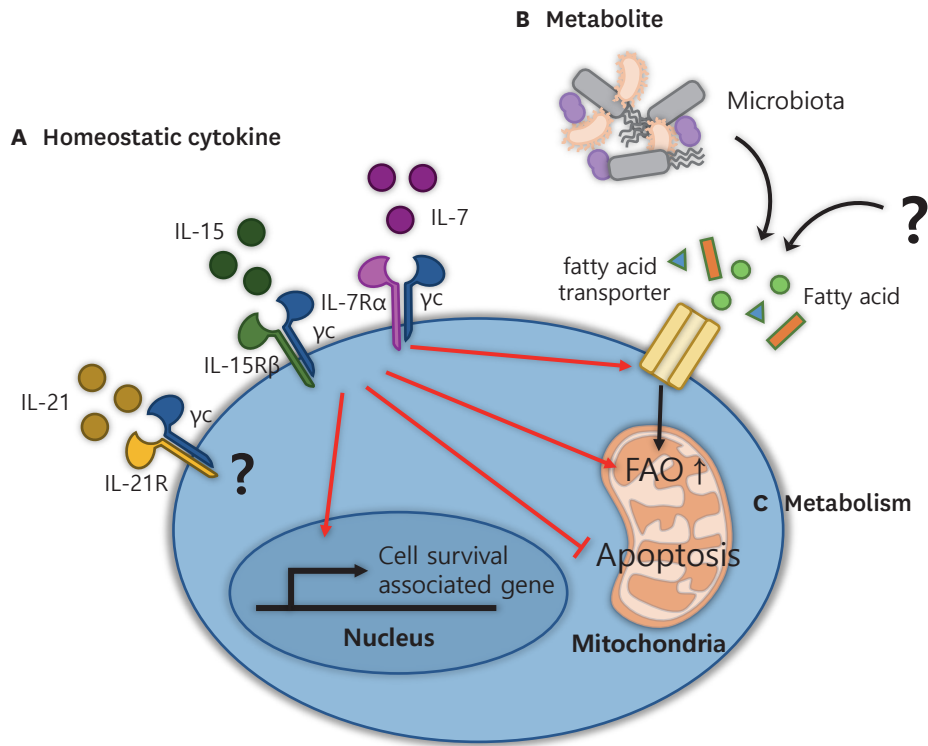 B Metabolite
Microbiota
A Homeostatic cytokine
IL-7
IL-15
?
fatty acid
transporter
Fatty acid
IL-7Rα
γc
γc
IL-15Rβ
IL-21
γc
IL-21R
?
FAO ↑
C Metabolism
Apoptosis
Cell survival
associated gene
Nucleus
Mitochondria